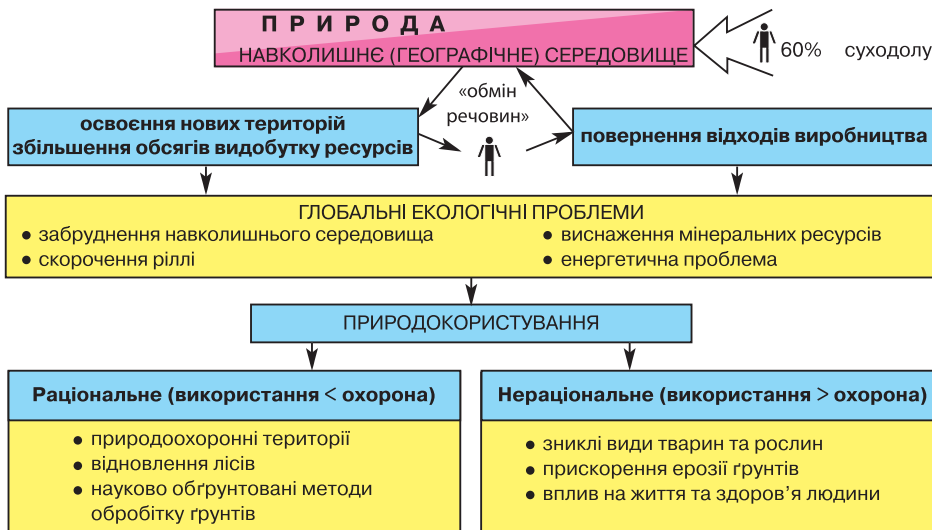 ПРИРОДА
НАВКОЛИШНЄ (ГЕОГРАФІЧНЕ) СЕРЕДОВИЩЕ
60% суходолу
«обмін
речовин»
освоєння нових територій
збільшення обсягів видобутку ресурсів
повернення відходів виробництва
ГЛОБАЛЬНІ ЕКОЛОГІЧНІ ПРОБЛЕМИ
● забруднення навколишнього середовища
● скорочення ріллі
● виснаження мінеральних ресурсів
● енергетична проблема
ПРИРОДОКОРИСТУВАННЯ
Раціональне (використання < охорона)
● природоохоронні території
● відновлення лісів
● науково обґрунтовані методи
обробітку ґрунтів
Нераціональне (використання > охорона)
● зниклі види тварин та рослин
● прискорення ерозії ґрунтів
● вплив на життя та здоров’я людини